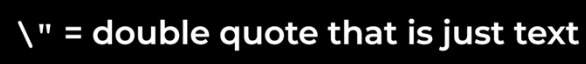 \" = double quote that is just text